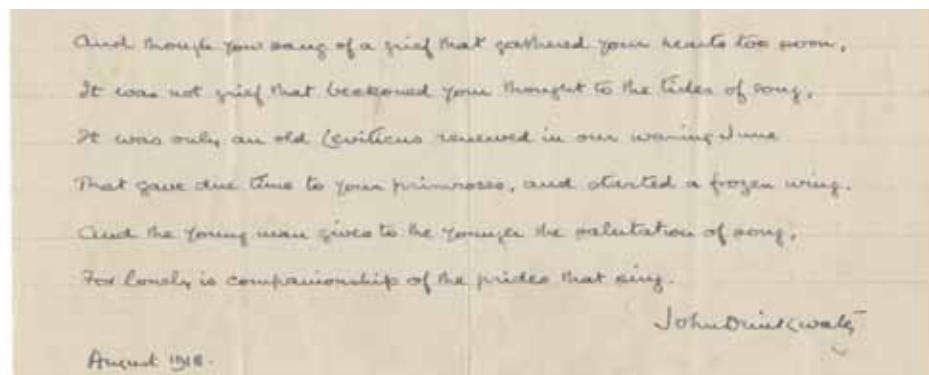 And though you sang of a grief that gathered your hearts too soon,
It was not grief that beckoned your thought to the tides of song,
It was only an old Leviticus renewed in our waning June
That gave due time to your primroses, and started a frozen wing.
And the young man gives to the younger the salutation of song,
For lonely is companionship of the prides that sing.
John Drinkwater
August 1918.